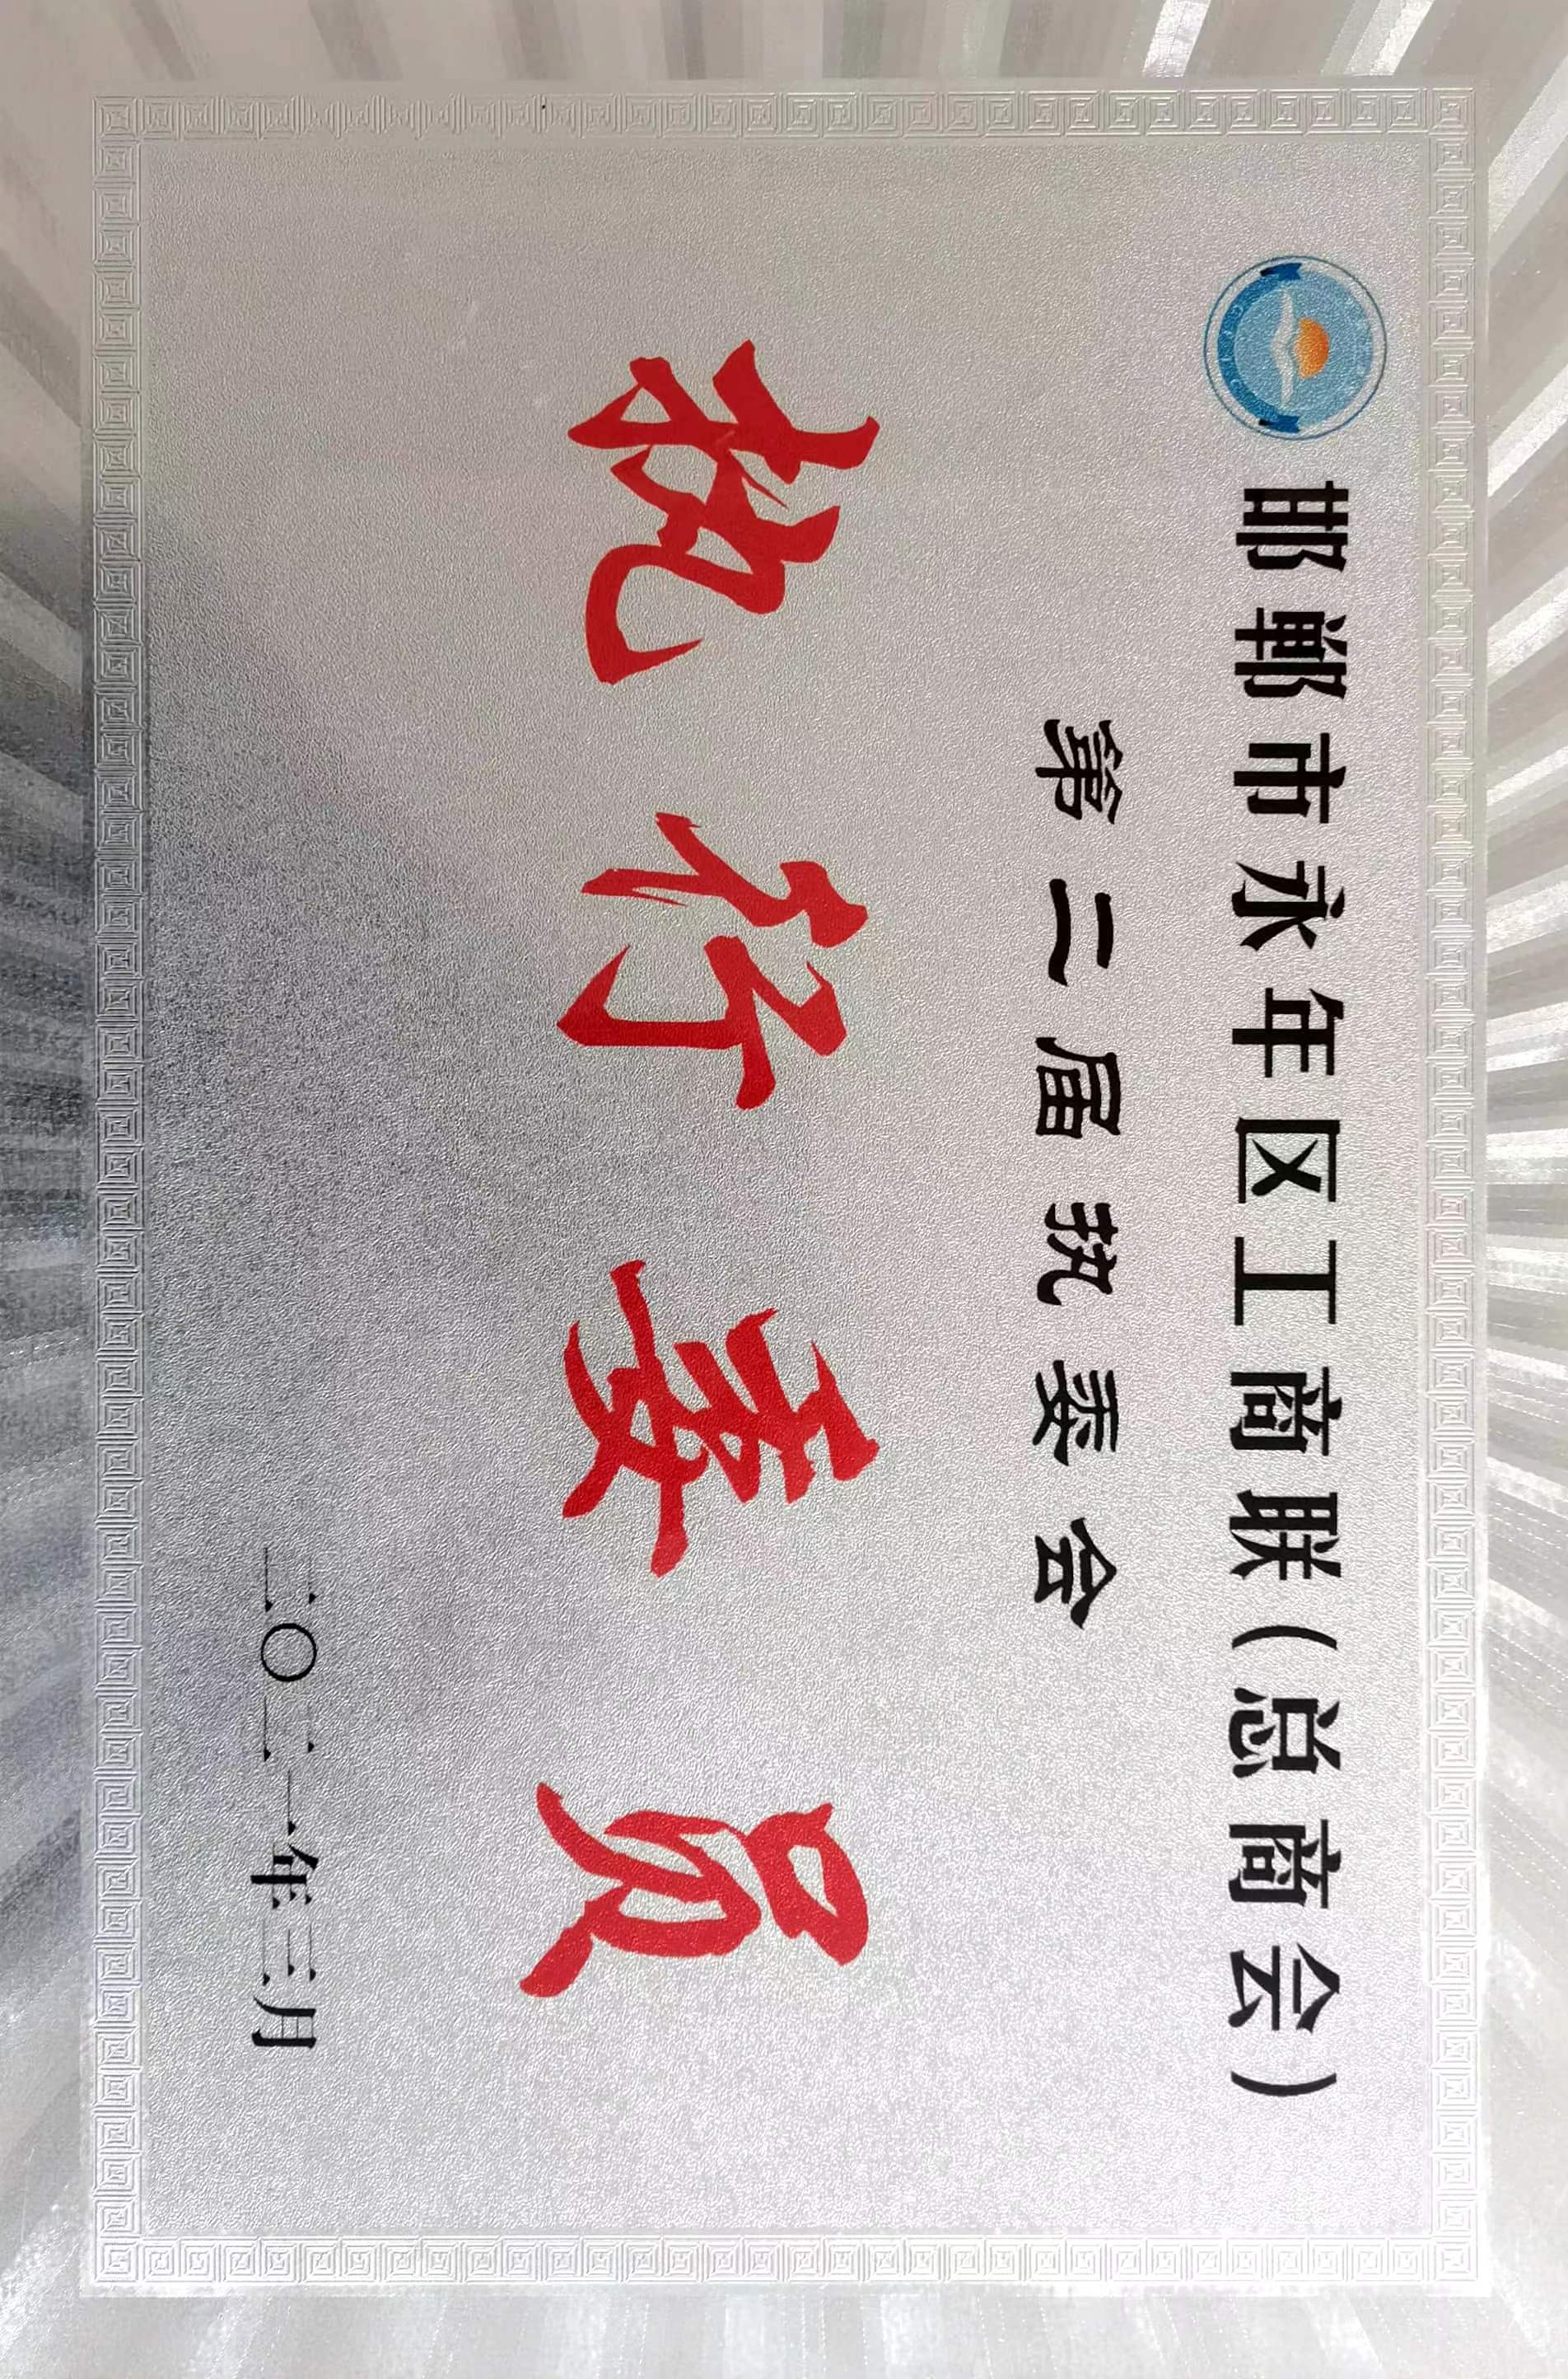 邯郸市永年区工商联(总商会)
第二届执委会
执行委员
二〇二一年三月